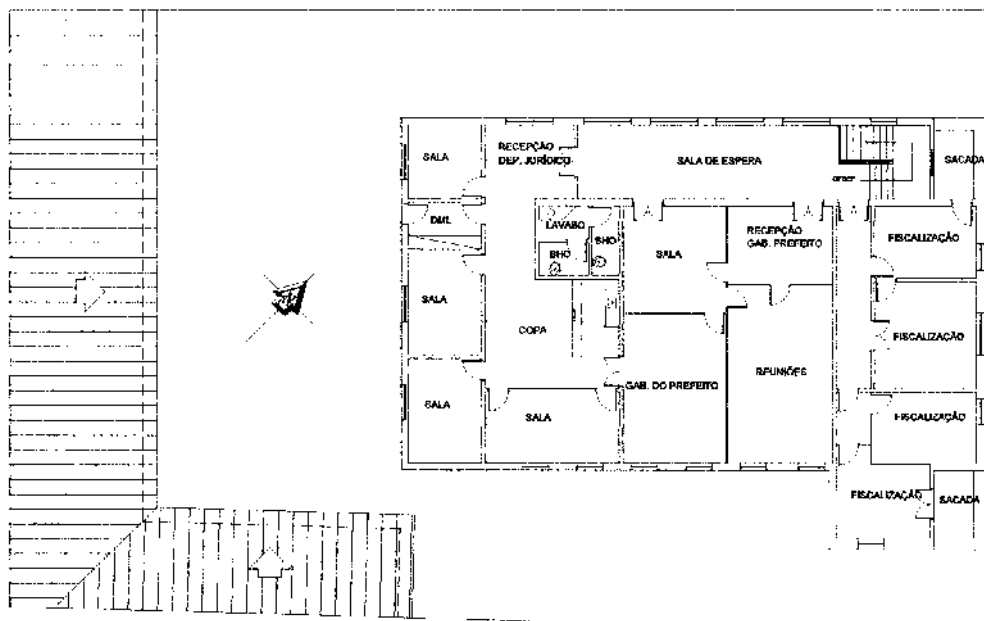 SALA
RECEPÇÃO
DEP. JURÍDICO
SALA DE ESPERA
SACADA
DML
LAVABO
BHO
BHO
SALA
RECEPÇÃO
GAB. PREFEITO
FISCALIZAÇÃO
SALA
COPA
FISCALIZAÇÃO
GAB. DO PREFEITO
REUNIÕES
SALA
SALA
FISCALIZAÇÃO
FISCALIZAÇÃO
SACADA